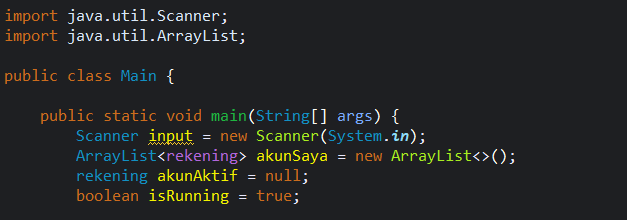 import java.util.Scanner;
import java.util.ArrayList;
public class Main {
public static void main(String[] args) {
Scanner input = new Scanner(System.in);
ArrayList<rekening> akunSaya = new ArrayList<>();
rekening akunAktif = null;
boolean isRunning = true;